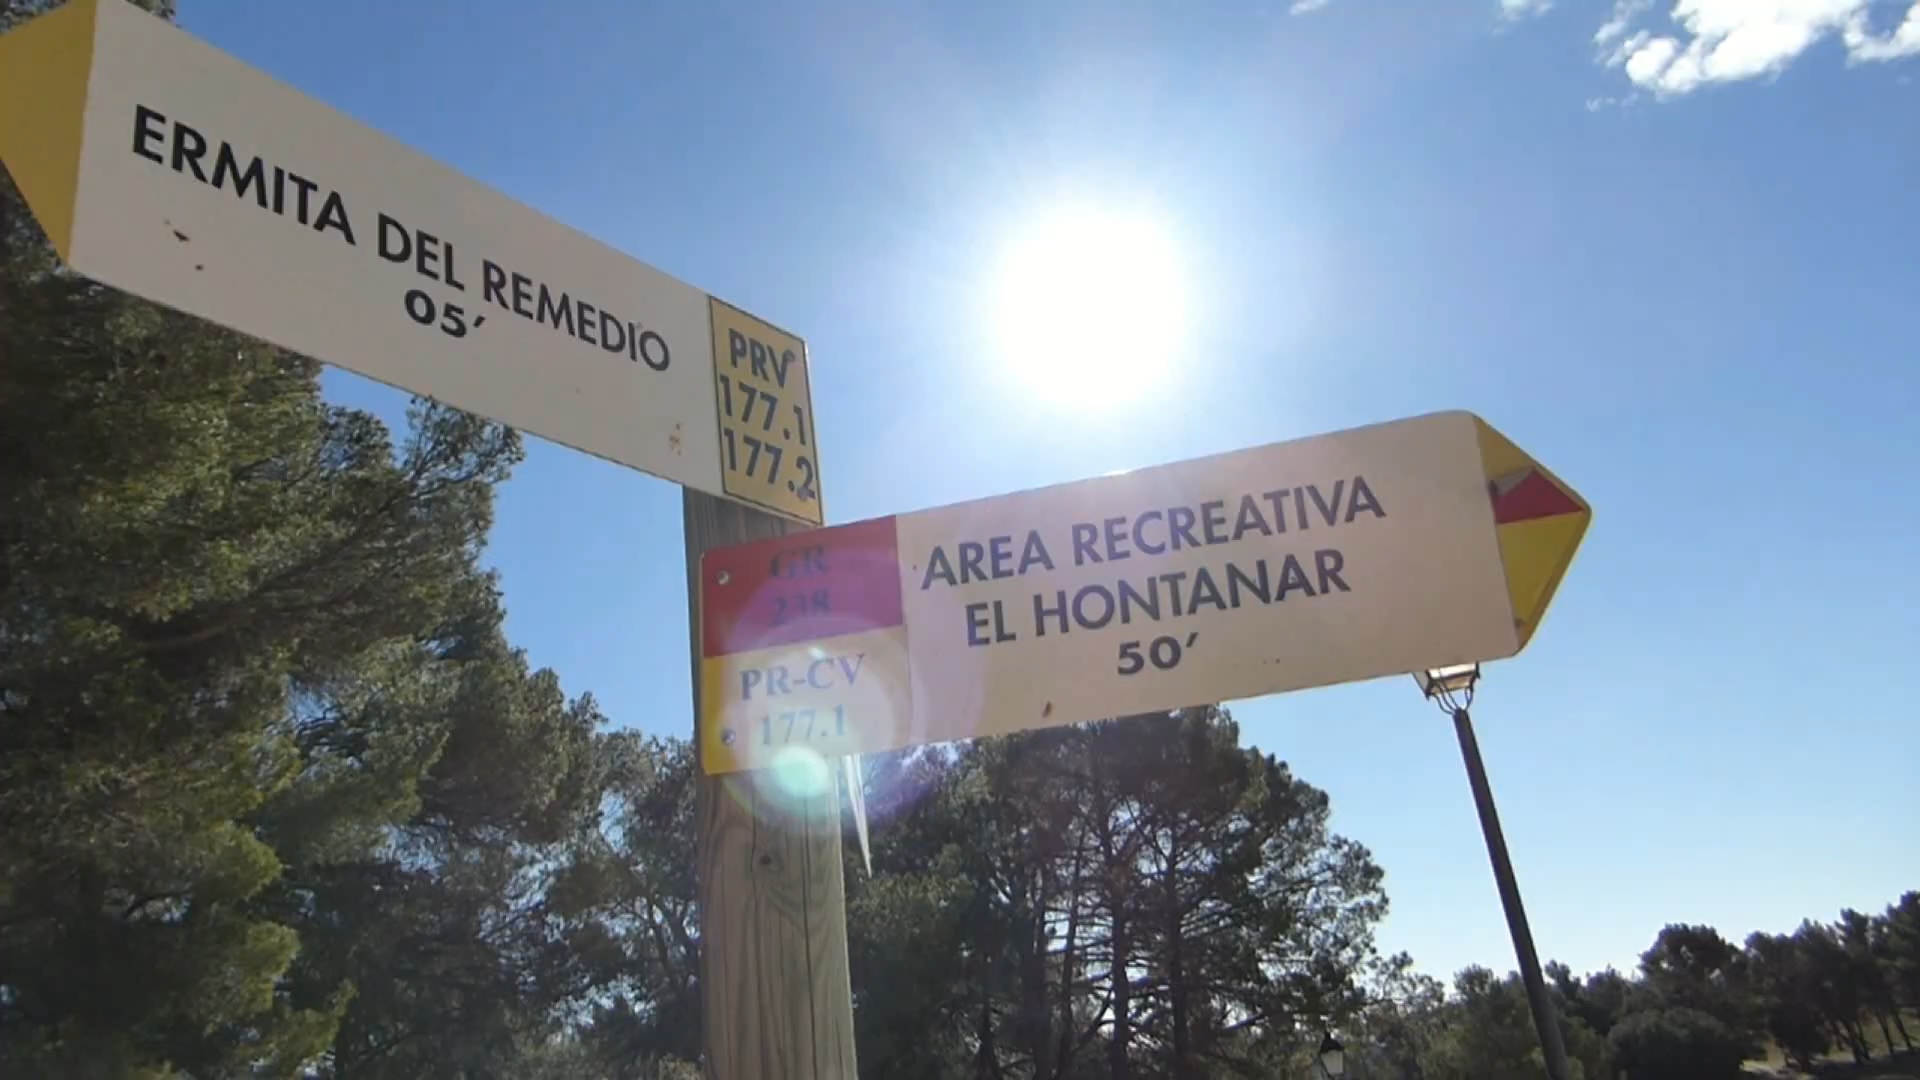 ERMITA DEL REMEDIO
05'
PRV
177.1
177.2
GR
238
PR-CV
177.1
AREA RECREATIVA
EL HONTANAR
50'